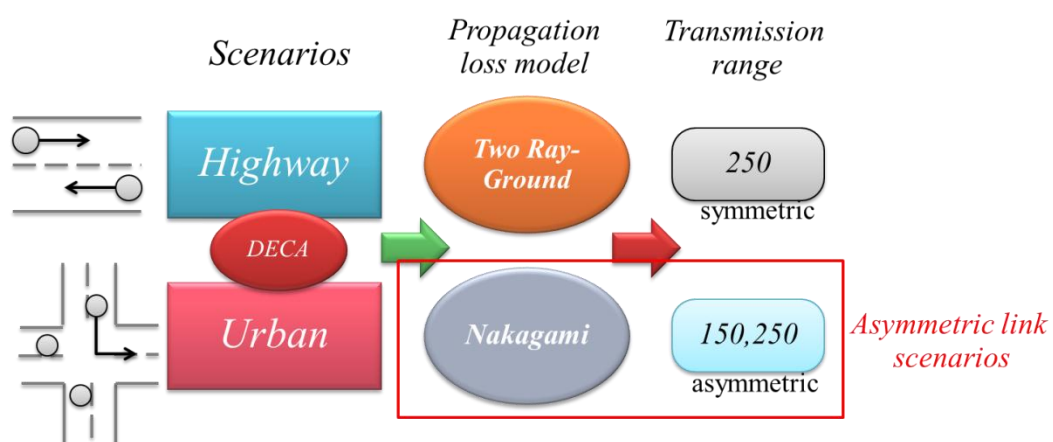 Scenarios
Propagation
loss model
Transmission
range
Highway
Two Ray-
Ground
250
symmetric
DECA
Urban
Nakagami
150,250
asymmetric
Asymmetric link
scenarios